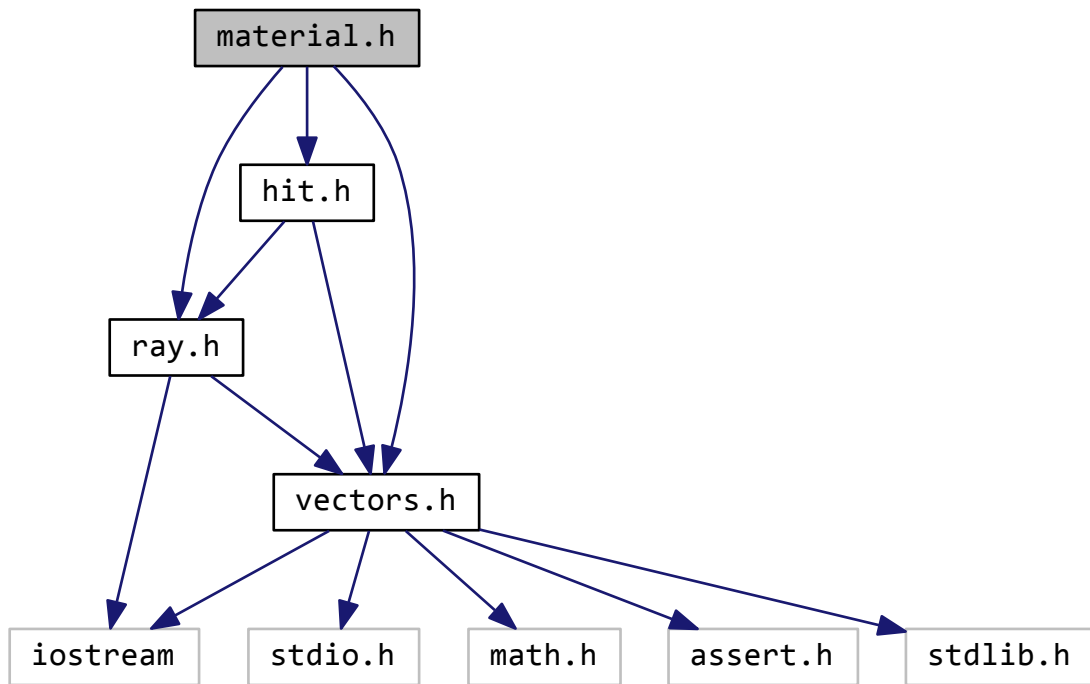 material.h
hit.h
ray.h
vectors.h
iostream
stdio.h
math.h
assert.h
stdlib.h